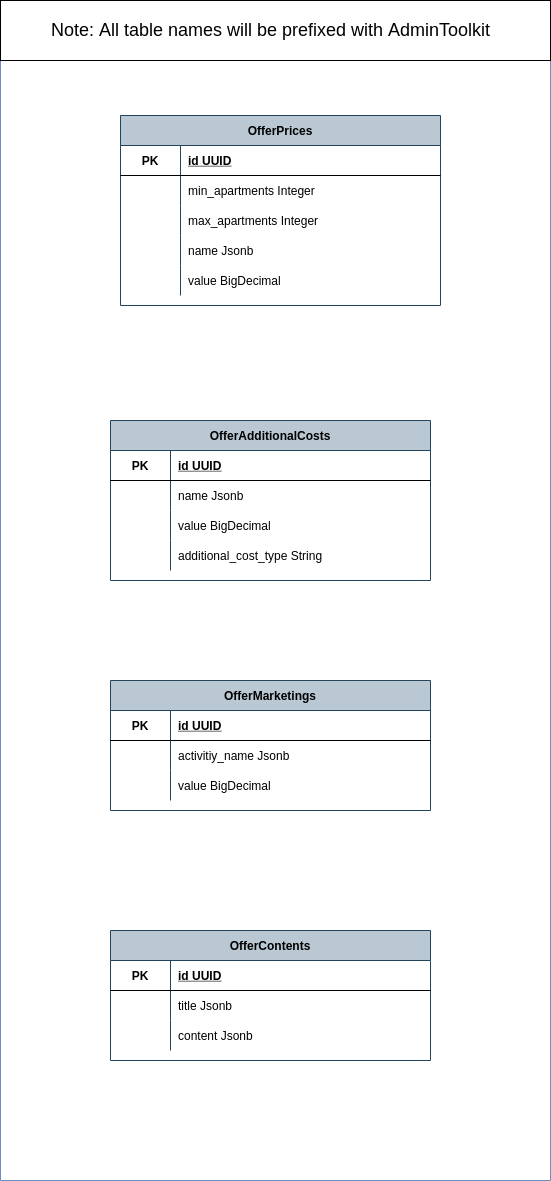 Note: All table names will be prefixed with AdminToolkit
OfferPrices
PK id UUID
min_apartments Integer
max_apartments Integer
name Jsonb
value BigDecimal
OfferAdditionalCosts
PK id UUID
name Jsonb
value BigDecimal
additional_cost_type String
OfferMarketings
PK id UUID
activitiy_name Jsonb
value BigDecimal
OfferContents
PK id UUID
title Jsonb
content Jsonb